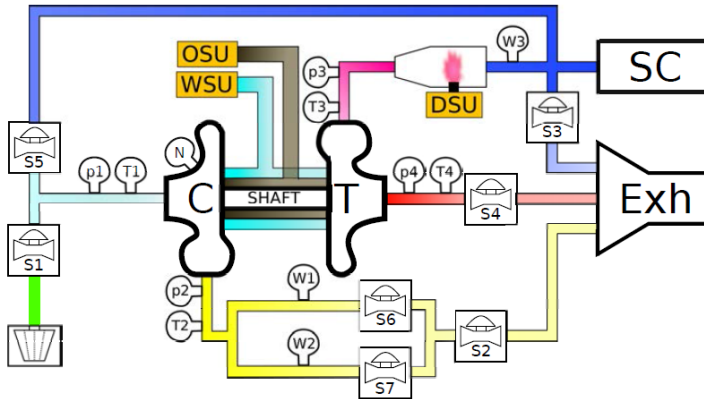 OSU
WSU
p3
T3
W3
SC
DSU
S3
S5
N
p1
T1
C
SHAFT
T
p4
T4
S4
Exh
S1
p2
T2
W1
S6
W2
S7
S2